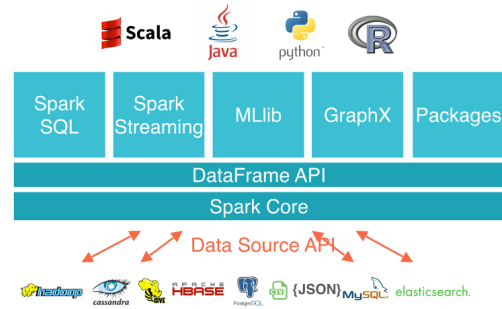 Scala
Java
python
R
Spark SQL
Spark Streaming
MLlib
GraphX
Packages
DataFrame API
Spark Core
Data Source API
hadoop
cassandra
HIVE
APACHE HBASE
PostgreSQL
CSV
{JSON}
MySQL
elasticsearch.